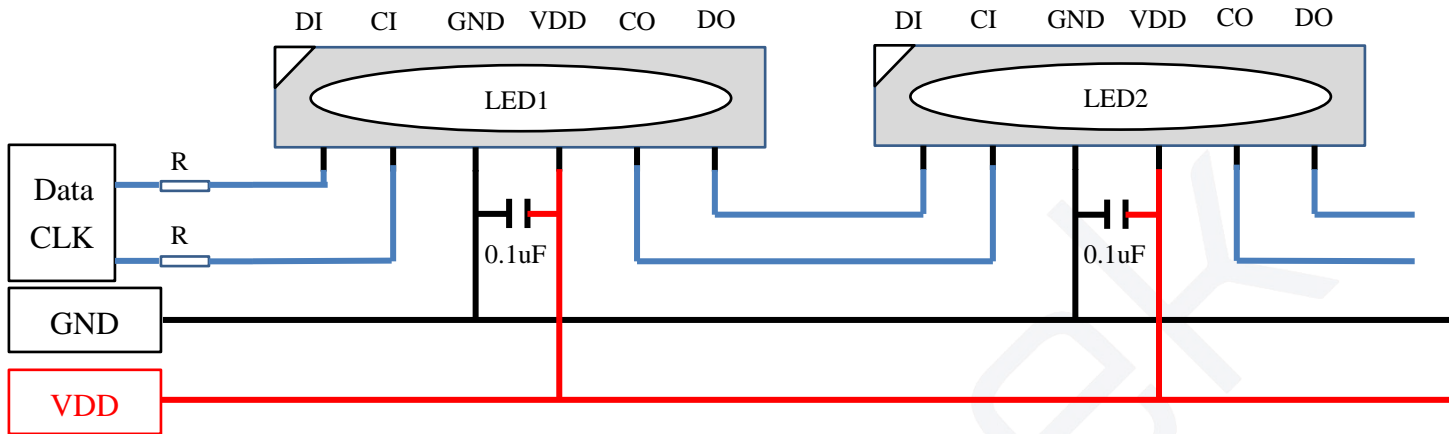 DI CI GND VDD CO DO DI CI GND VDD CO DO
LED1 LED2
R
Data
R
CLK
0.1uF 0.1uF
GND
VDD